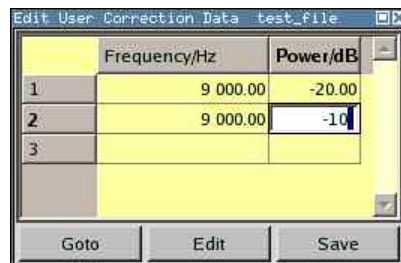 Edit User Correction Data test_file
Frequency/Hz Power/dB
1 9 000.00 -20.00
2 9 000.00 -10
3
Goto Edit Save